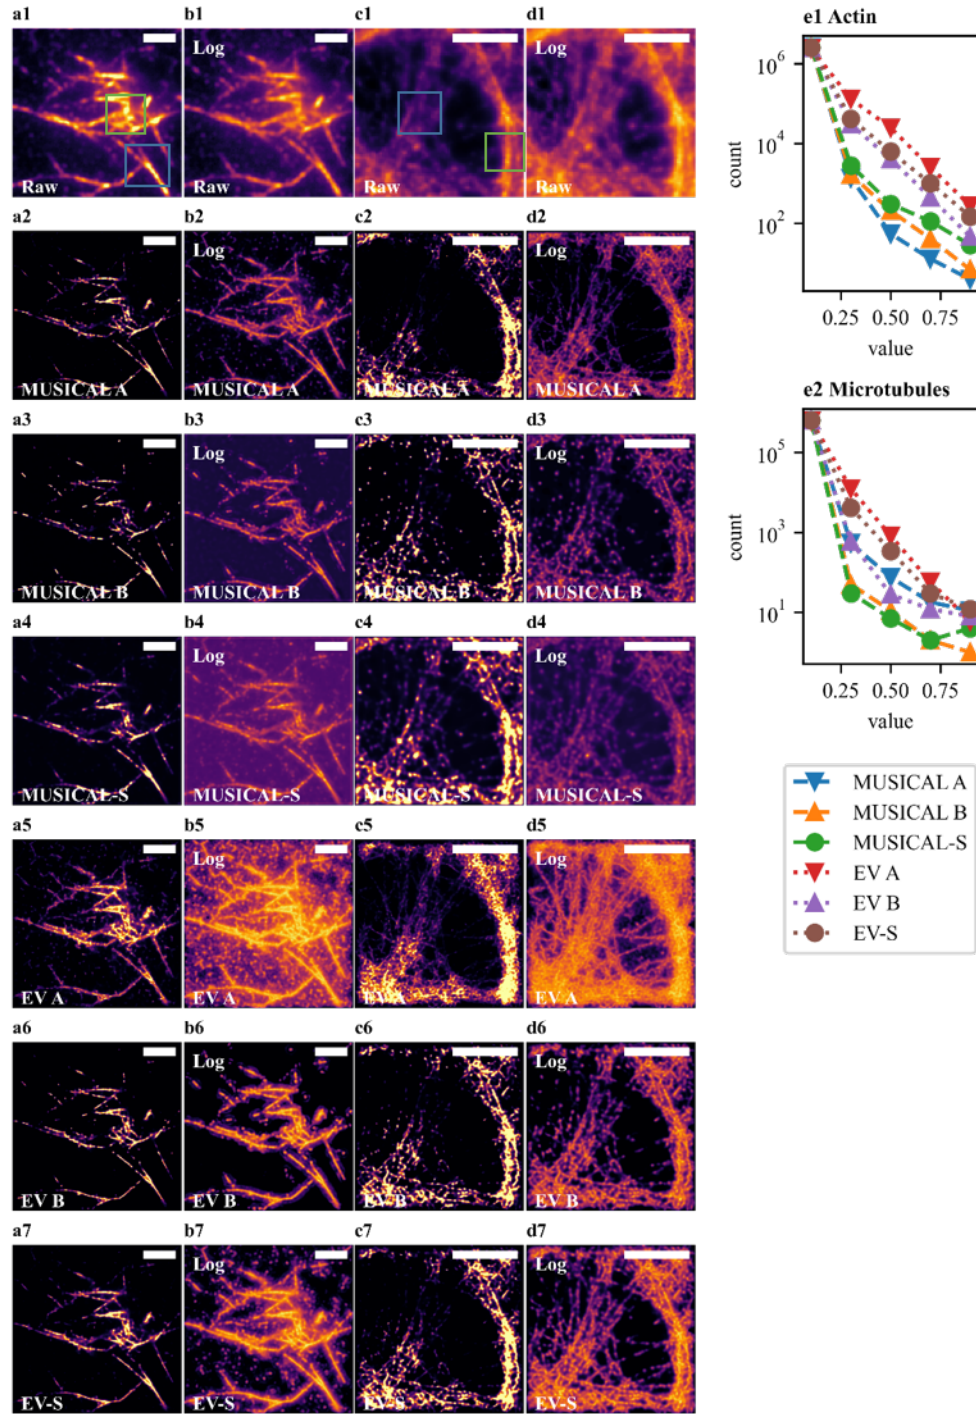 a1 b1 c1 d1
Raw Log Raw Log
a2 b2 c2 d2
MUSICAL A Log MUSICAL A MUSICAL A Log MUSICAL A
a3 b3 c3 d3
MUSICAL B Log MUSICAL B MUSICAL B Log MUSICAL B
a4 b4 c4 d4
MUSICAL-S Log MUSICAL-S MUSICAL-S Log MUSICAL-S
a5 b5 c5 d5
EV A Log EV A EV A Log EV A
a6 b6 c6 d6
EV B Log EV B EV B Log EV B
a7 b7 c7 d7
EV-S Log EV-S EV-S Log EV-S
e1 Actin
count
10^6
10^4
10^2
0.25 0.50 0.75
value
e2 Microtubules
count
10^5
10^3
10^1
0.25 0.50 0.75
value
MUSICAL A
MUSICAL B
MUSICAL-S
EV A
EV B
EV-S